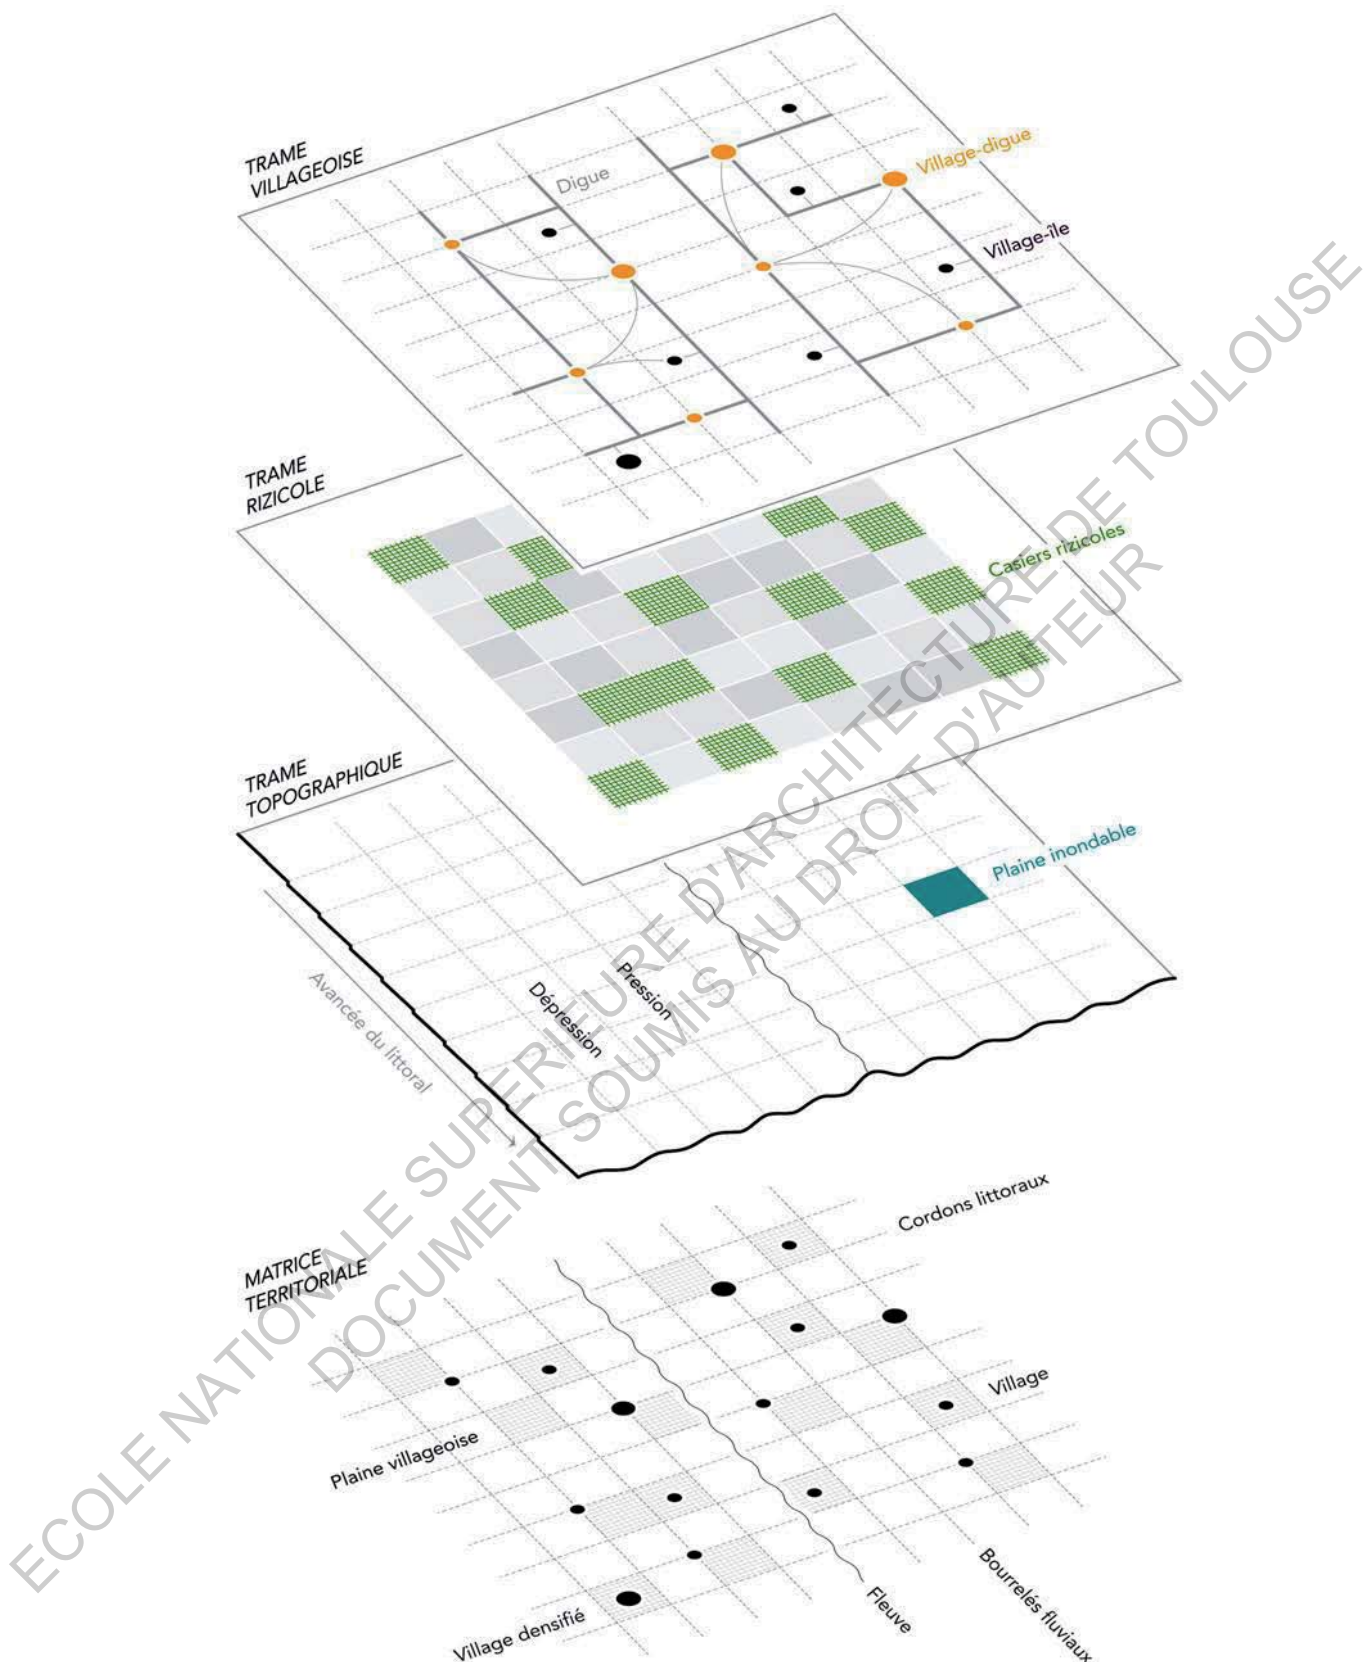 TRAME
VILLAGEOISE
Digue
Village-digue
Village-île
TRAME
RIZICOLE
Casiers rizicoles
TRAME
TOPOGRAPHIQUE
Plaine inondable
Pression
Dépression
Avancée du littoral
MATRICE
TERRITORIALE
Cordons littoraux
Village
Plaine villageoise
Bourrelés fluviaux
Fleuve
Village densifié
ECOLE NATIONALE SUPERIEURE D'ARCHITECTURE DE TOULOUSE
DOCUMENT SOUMIS AU DROIT D'AUTEUR